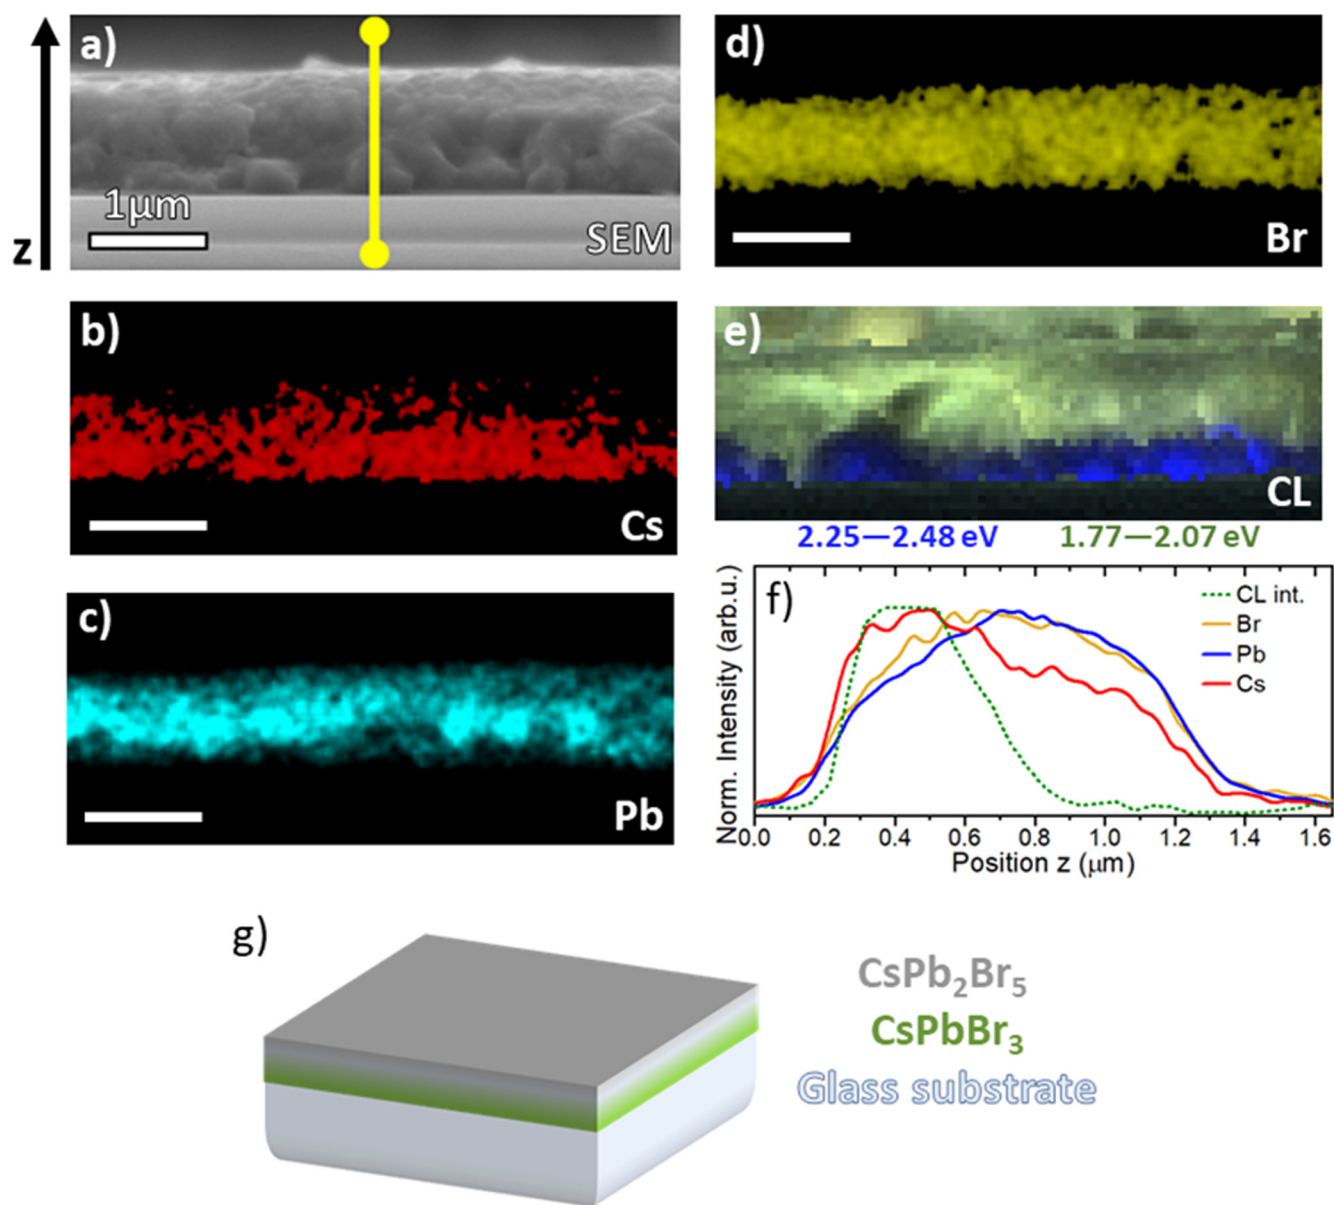 a)
z
1μm
SEM
b)
Cs
c)
Pb
d)
Br
e)
CL
2.25—2.48 eV
1.77—2.07 eV
f)
Norm. Intensity (arb.u.)
CL int.
Br
Pb
Cs
0.0 0.2 0.4 0.6 0.8 1.0 1.2 1.4 1.6
Position z (μm)
g)
CsPb₂Br₅
CsPbBr₃
Glass substrate